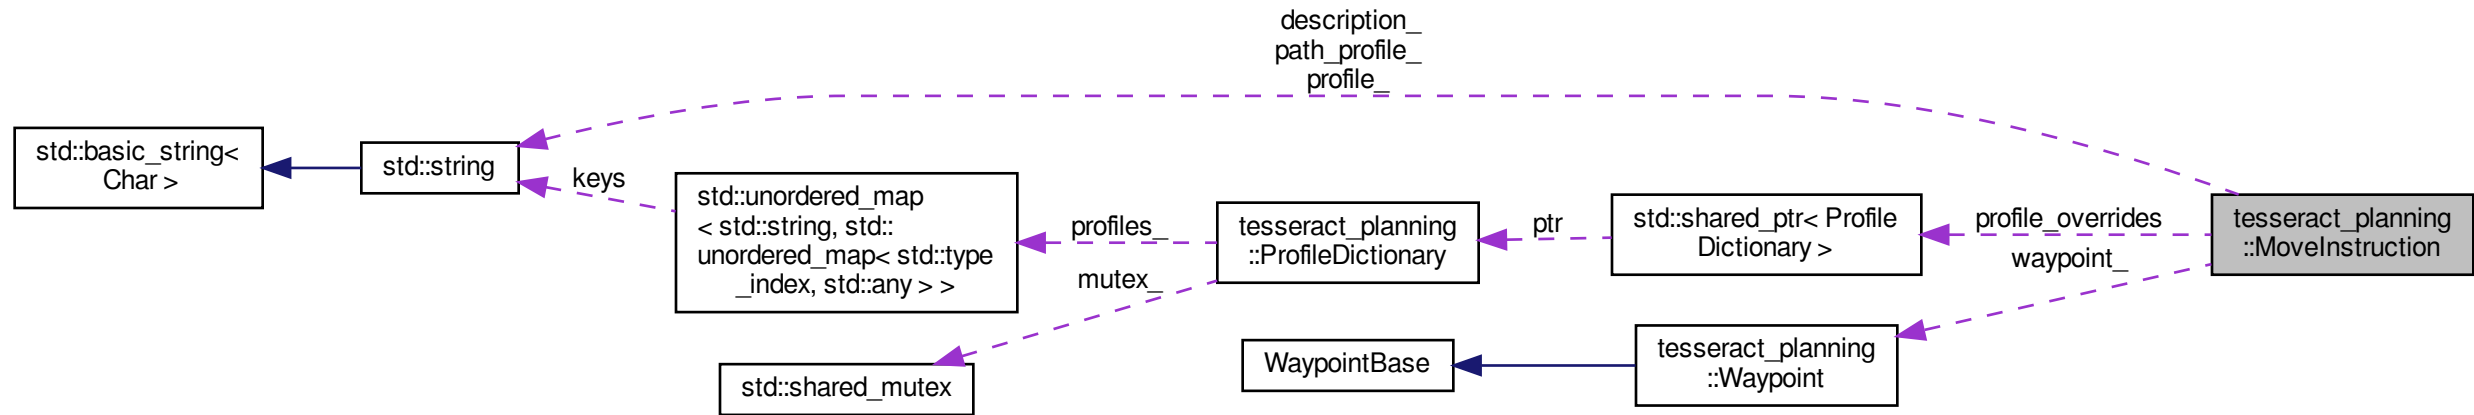 description_
path_profile_
profile_
std::basic_string<
Char >
std::string
keys
std::unordered_map
< std::string, std::
unordered_map< std::type
_index, std::any > >
profiles_
mutex_
std::shared_mutex
tesseract_planning
::ProfileDictionary
ptr
std::shared_ptr< Profile
Dictionary >
profile_overrides
waypoint_
tesseract_planning
::MoveInstruction
WaypointBase
tesseract_planning
::Waypoint